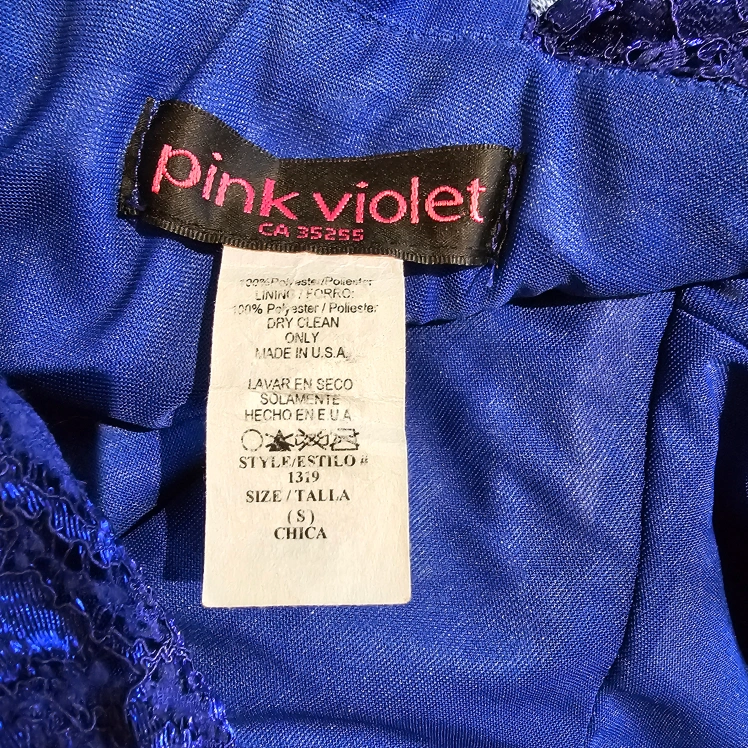 pink violet
CA 35255
100%Polyester/Poliester
LINING / FORRO:
100% Polyester / Poliester
DRY CLEAN
ONLY
MADE IN U.S.A.
LAVAR EN SECO
SOLAMENTE
HECHO EN E U A
STYLE/ESTILO #
1319
SIZE / TALLA
( S )
CHICA